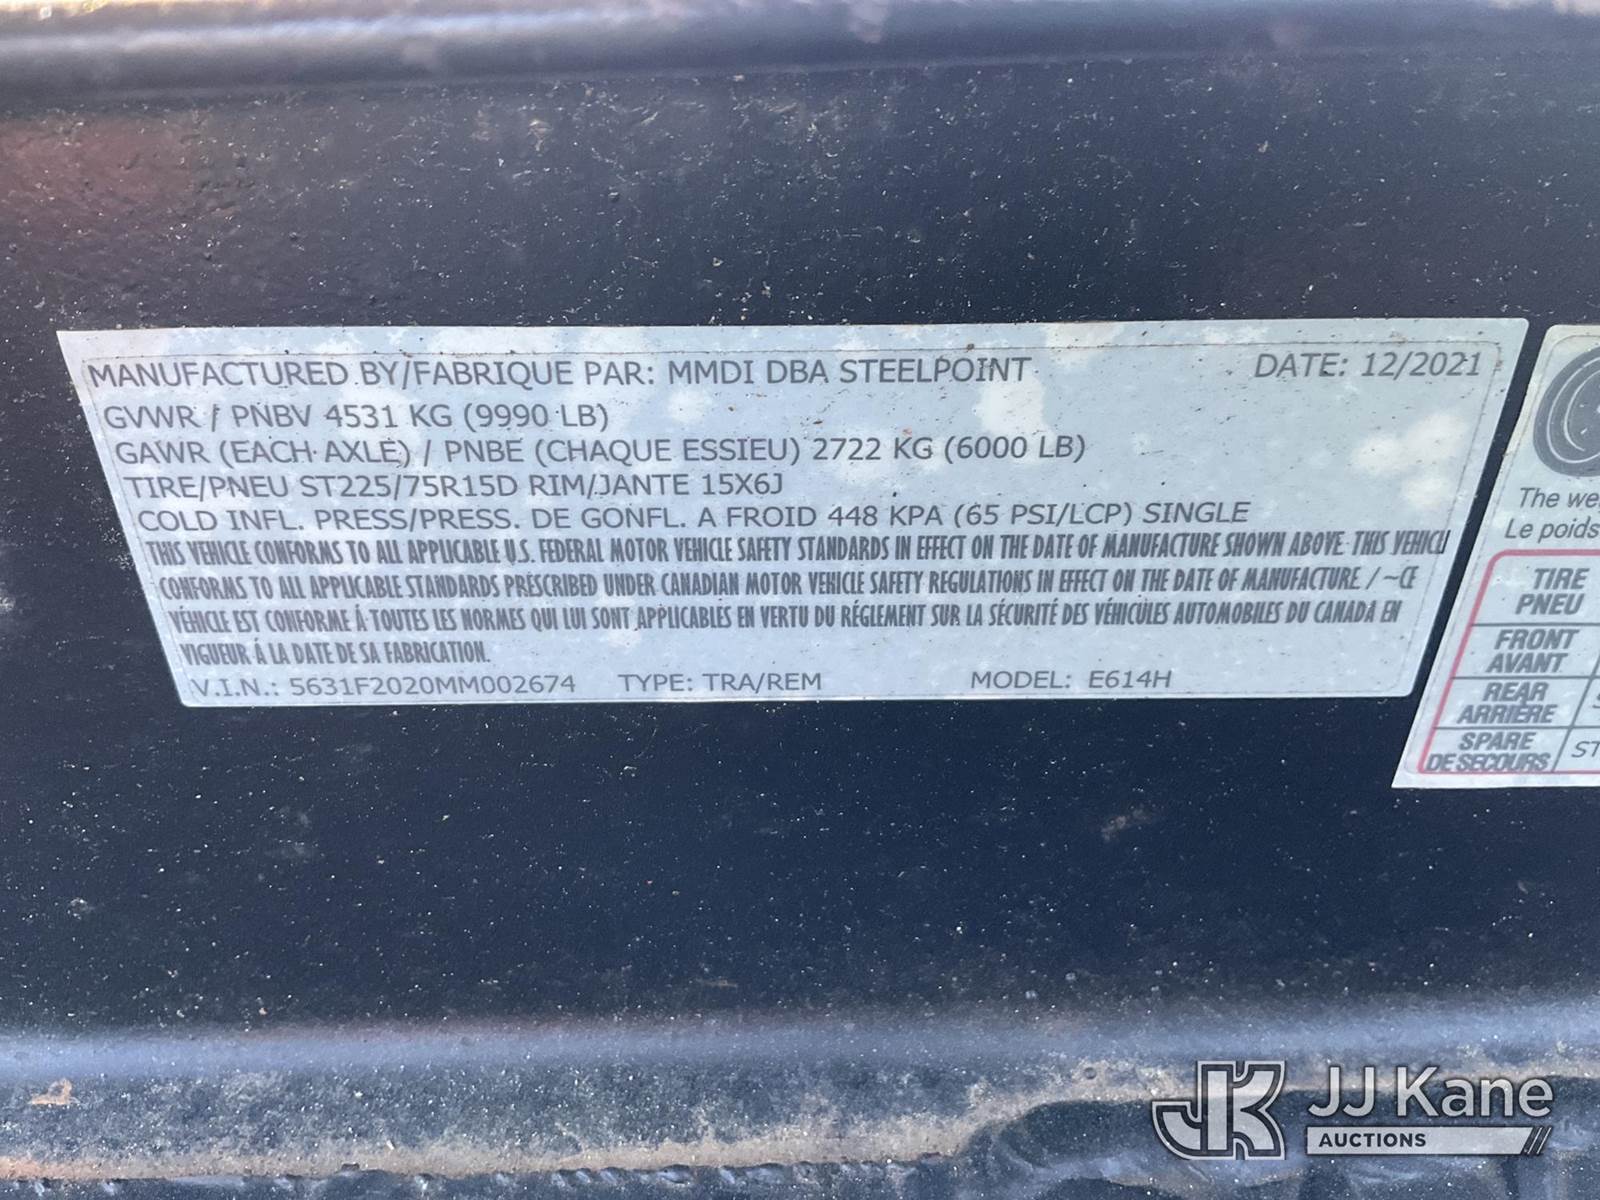 MANUFACTURED BY/FABRIQUE PAR: MMDI DBA STEELPOINT DATE: 12/2021
GVWR / PNBV 4531 KG (9990 LB)
GAWR (EACH AXLE) / PNBE (CHAQUE ESSIEU) 2722 KG (6000 LB)
TIRE/PNEU ST225/75R15D RIM/JANTE 15X6J
COLD INFL. PRESS/PRESS. DE GONFL. A FROID 448 KPA (65 PSI/LCP) SINGLE
THIS VEHICLE CONFORMS TO ALL APPLICABLE U.S. FEDERAL MOTOR VEHICLE SAFETY STANDARDS IN EFFECT ON THE DATE OF MANUFACTURE SHOWN ABOVE. THIS VEHICLE
CONFORMS TO ALL APPLICABLE STANDARDS PRESCRIBED UNDER CANADIAN MOTOR VEHICLE SAFETY REGULATIONS IN EFFECT ON THE DATE OF MANUFACTURE. / ~CE
VÉHICLE EST CONFORME Á TOUTES LES NORMES QUI LUI SONT APPLICABLES EN VERTU DU RÉGLEMENT SUR LA SÉCURITÉ DES VÉHICULES AUTOMOBILES DU CANADA EN
VIGUEUR Á LA DATE DE SA FABRICATION.
V.I.N.: 5631F2020MM002674 TYPE: TRA/REM MODEL: E614H
The
Le poids
TIRE
PNEU
FRONT
AVANT
REAR
ARRIÈRE
SPARE
DE SECOURS ST
JK JJ Kane
AUCTIONS